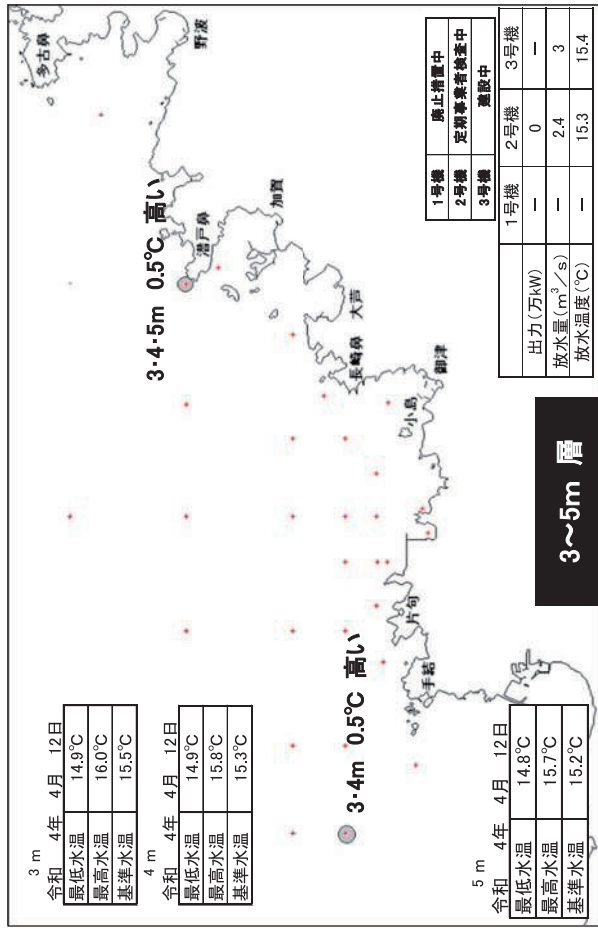 3 m
令和 4年 4月 12日
最低水温 14.9℃
最高水温 16.0℃
基準水温 15.5℃
4 m
令和 4年 4月 12日
最低水温 14.9℃
最高水温 15.8℃
基準水温 15.3℃
5 m
令和 4年 4月 12日
最低水温 14.8℃
最高水温 15.7℃
基準水温 15.2℃
3・4m 0.5℃ 高い
3・4・5m 0.5℃ 高い
手結
片句
小島
御津
長崎鼻
大芦
加賀
潜戸鼻
野波
多古鼻
3～5m 層
1号機 廃止措置中
2号機 定期事業者検査中
3号機 建設中
1号機 2号機 3号機
出力(万kW) － 0 －
放水量(m³／s) － 2.4 3
放水温度(℃) － 15.3 15.4